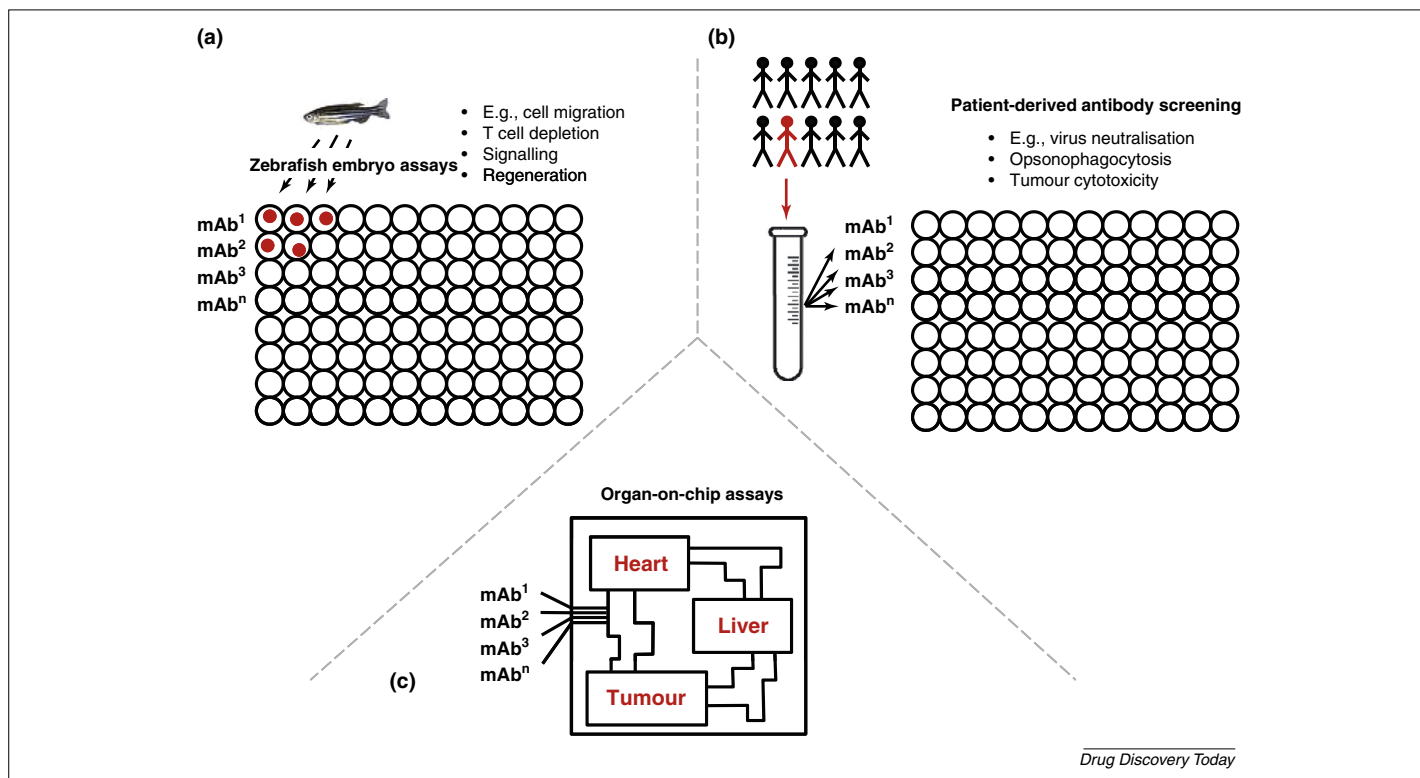 (a)
• E.g., cell migration
• T cell depletion
• Signalling
• Regeneration
Zebrafish embryo assays
mAb¹
mAb²
mAb³
mAbⁿ
(b)
Patient-derived antibody screening
• E.g., virus neutralisation
• Opsonophagocytosis
• Tumour cytotoxicity
mAb¹
mAb²
mAb³
mAbⁿ
(c)
Organ-on-chip assays
mAb¹
mAb²
mAb³
mAbⁿ
Heart
Liver
Tumour
Drug Discovery Today